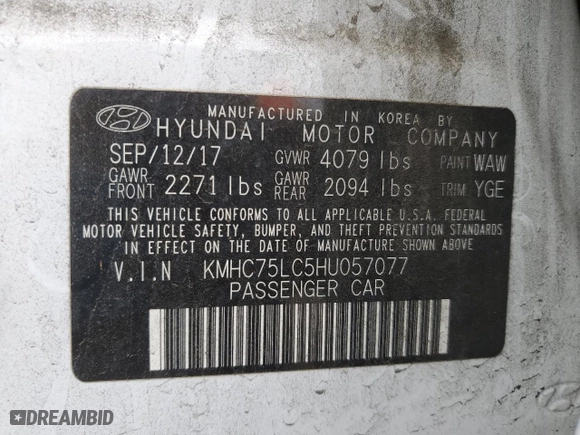 MANUFACTURED IN KOREA BY
HYUNDAI MOTOR COMPANY
SEP/12/17 GVWR 4079 lbs PAINT WAW
GAWR FRONT 2271 lbs GAWR REAR 2094 lbs TRIM YGE
THIS VEHICLE CONFORMS TO ALL APPLICABLE U.S.A. FEDERAL
MOTOR VEHICLE SAFETY, BUMPER, AND THEFT PREVENTION STANDARDS
IN EFFECT ON THE DATE OF MANUFACTURE SHOWN ABOVE.
V.I.N KMHC75LC5HU057077
PASSENGER CAR
DREAMBID